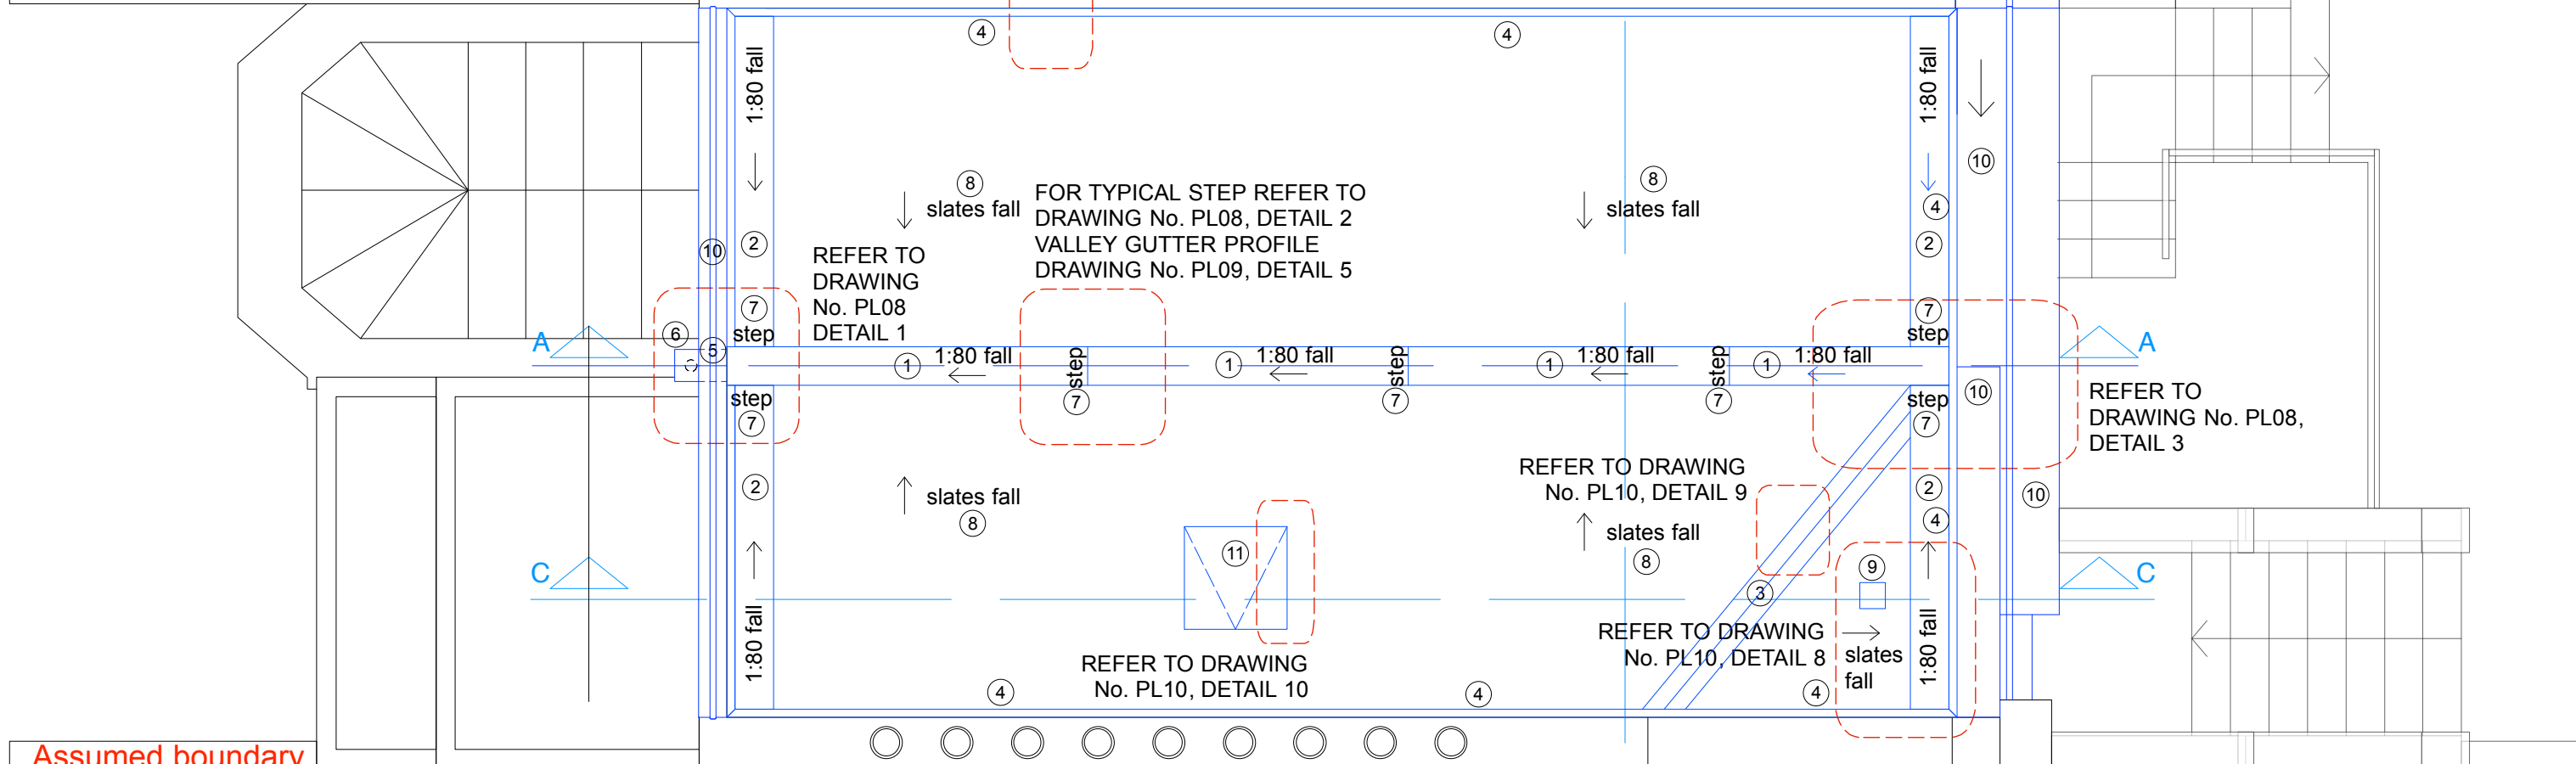 4
4
1:80 fall
1:80 fall
10
8
slates fall
FOR TYPICAL STEP REFER TO
DRAWING No. PL08, DETAIL 2
VALLEY GUTTER PROFILE
DRAWING No. PL09, DETAIL 5
8
slates fall
4
10
2
2
REFER TO
DRAWING
No. PL08
DETAIL 1
7
step
7
step
6
5
A
A
1
1:80 fall
step
7
1
1:80 fall
step
7
1
1:80 fall
step
7
1
1:80 fall
step
7
step
7
10
REFER TO
DRAWING No. PL08,
DETAIL 3
2
slates fall
8
REFER TO DRAWING
No. PL10, DETAIL 9
slates fall
8
2
4
10
11
C
C
9
3
1:80 fall
REFER TO DRAWING
No. PL10, DETAIL 10
REFER TO DRAWING
No. PL10, DETAIL 8
slates
fall
1:80 fall
4
4
4
Assumed boundary